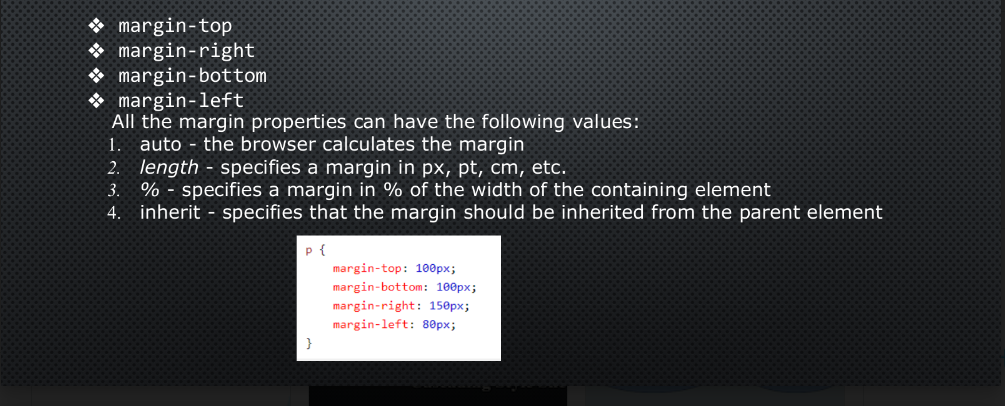 ❖ margin-top
❖ margin-right
❖ margin-bottom
❖ margin-left
All the margin properties can have the following values:
1. auto - the browser calculates the margin
2. length - specifies a margin in px, pt, cm, etc.
3. % - specifies a margin in % of the width of the containing element
4. inherit - specifies that the margin should be inherited from the parent element
p {
margin-top: 100px;
margin-bottom: 100px;
margin-right: 150px;
margin-left: 80px;
}